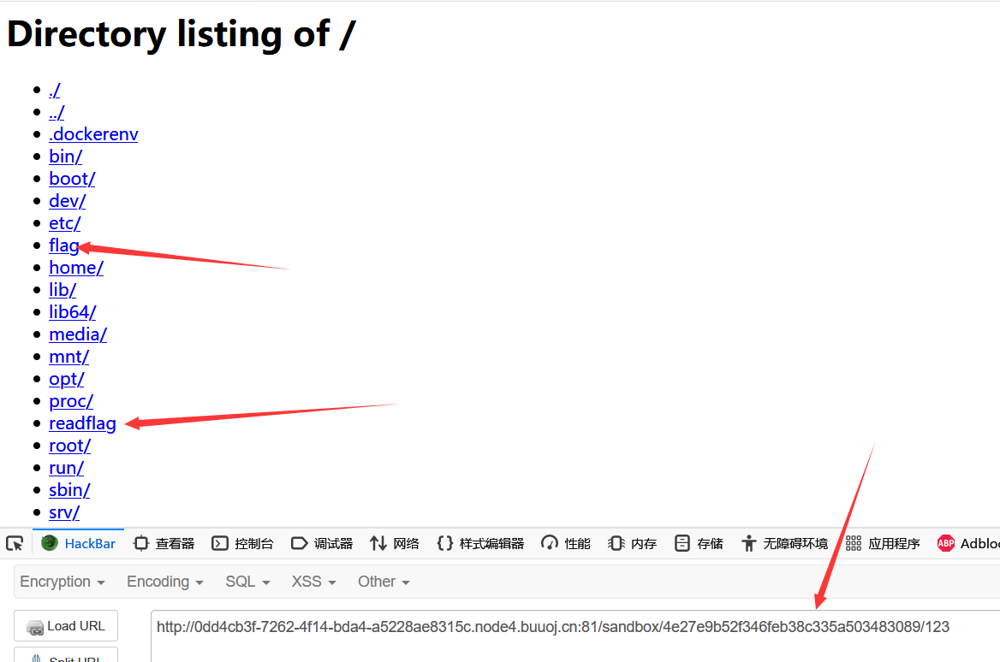 Directory listing of /
./
../
.dockerenv
bin/
boot/
dev/
etc/
flag
home/
lib/
lib64/
media/
mnt/
opt/
proc/
readflag
root/
run/
sbin/
srv/
HackBar 查看器 控制台 调试器 网络 样式编辑器 性能 内存 存储 无障碍环境 应用程序 ABP Adbloc
Encryption Encoding SQL XSS Other
Load URL http://0dd4cb3f-7262-4f14-bda4-a5228ae8315c.node4.buuoj.cn:81/sandbox/4e27e9b52f346feb38c335a503483089/123
Split URL